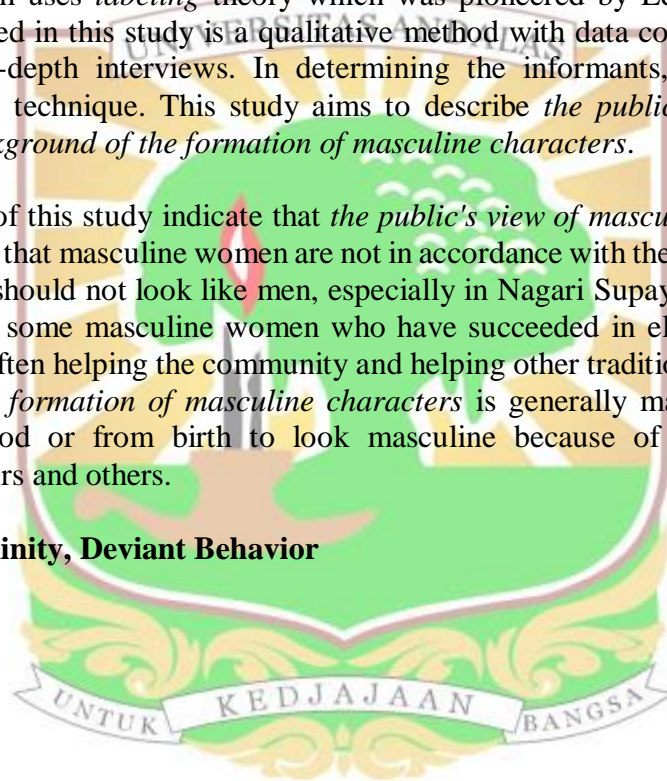 uses labeling theory which was pioneered by
ed in this study is a qualitative method with data co
-depth interviews. In determining the informants,
technique. This study aims to describe the public
kground of the formation of masculine characters.
of this study indicate that the public's view of mascu
that masculine women are not in accordance with the
should not look like men, especially in Nagari Supay
some masculine women who have succeeded in el
ften helping the community and helping other traditio
formation of masculine characters is generally ma
od or from birth to look masculine because of
rs and others.
inity, Deviant Behavior
UNIVERSITAS ANDALAS
UNTUK KEDJAJAAN BANGSA